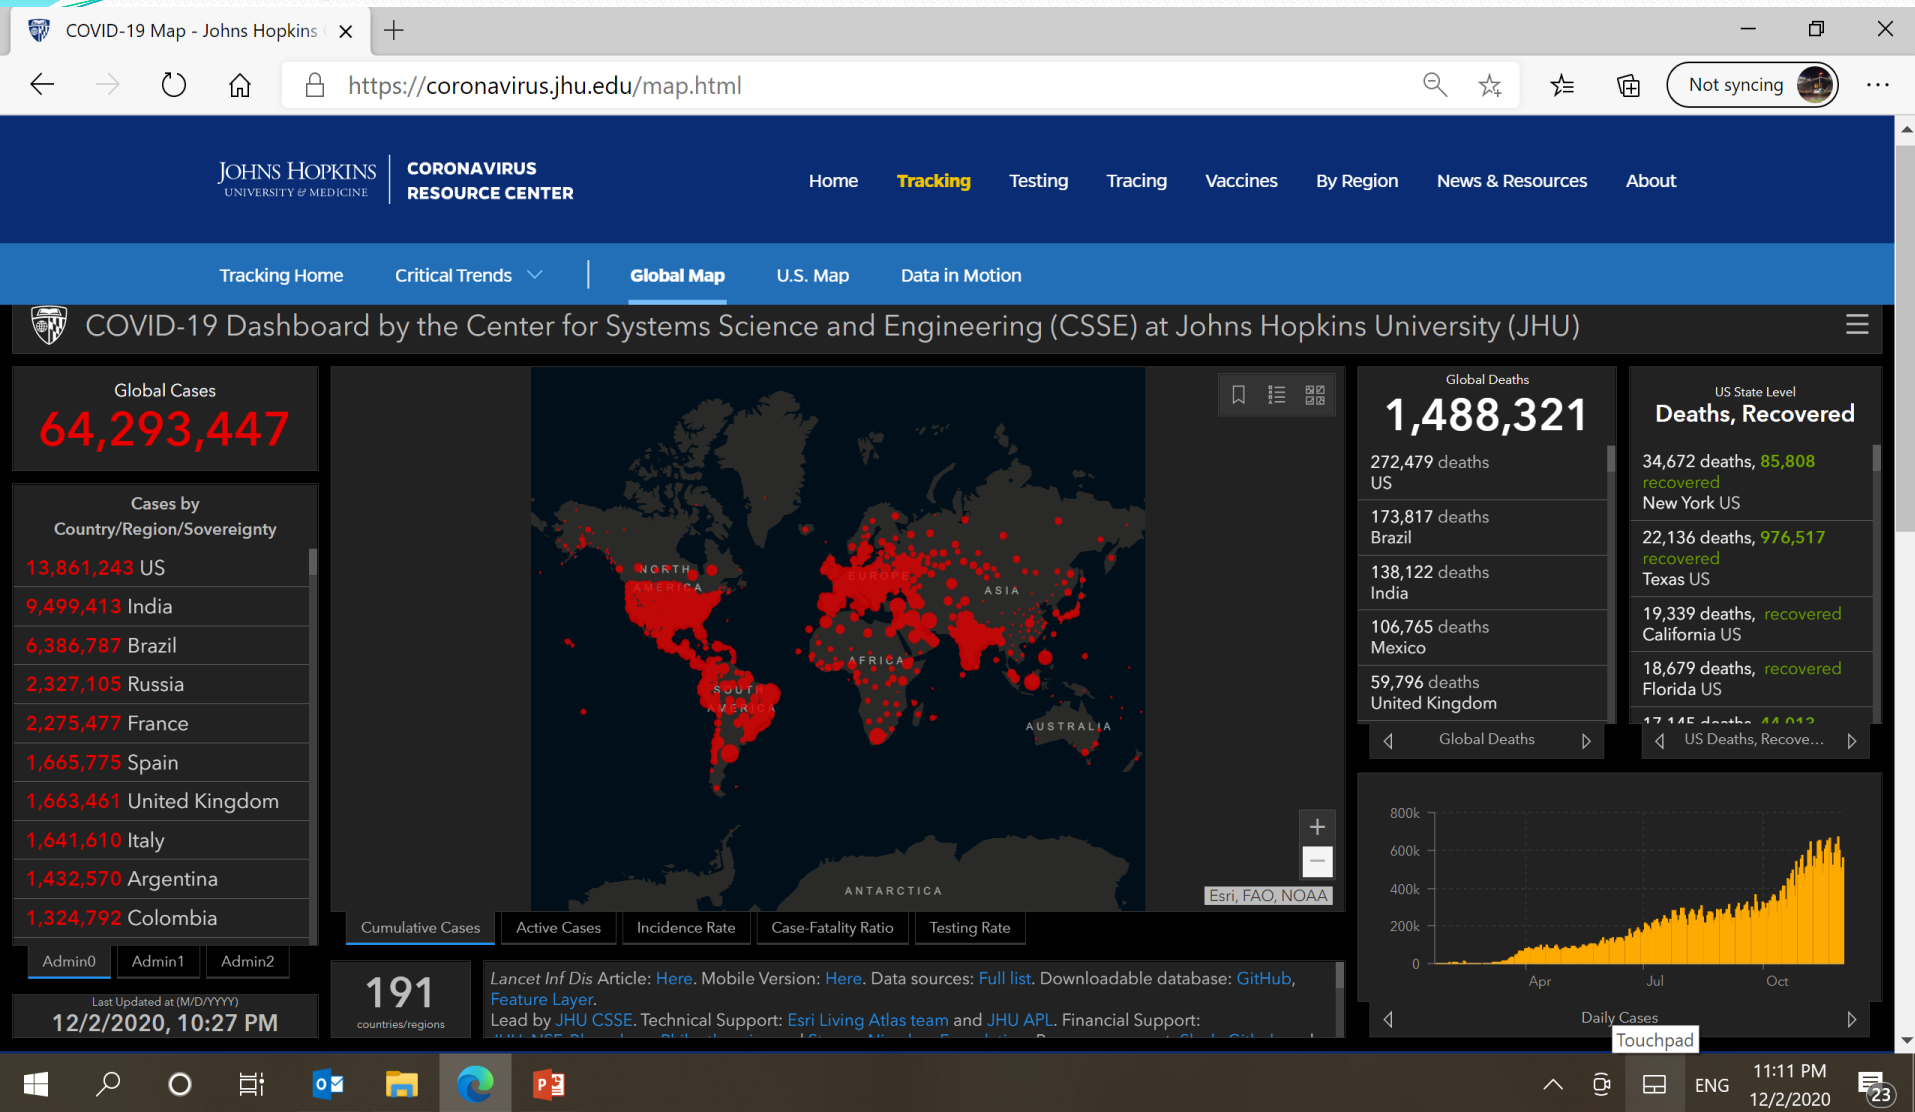 COVID-19 Map - Johns Hopkins
https://coronavirus.jhu.edu/map.html
Not syncing
JOHNS HOPKINS
UNIVERSITY & MEDICINE
CORONAVIRUS
RESOURCE CENTER
Home Tracking Testing Tracing Vaccines By Region News & Resources About
Tracking Home Critical Trends Global Map U.S. Map Data in Motion
COVID-19 Dashboard by the Center for Systems Science and Engineering (CSSE) at Johns Hopkins University (JHU)
Global Cases
64,293,447
Cases by
Country/Region/Sovereignty
13,861,243 US
9,499,413 India
6,386,787 Brazil
2,327,105 Russia
2,275,477 France
1,665,775 Spain
1,663,461 United Kingdom
1,641,610 Italy
1,432,570 Argentina
1,324,792 Colombia
Admin0 Admin1 Admin2
Last Updated at (M/D/YYYY)
12/2/2020, 10:27 PM
NORTH
AMERICA
EUROPE
ASIA
AFRICA
SOUTH
AMERICA
AUSTRALIA
ANTARCTICA
Esri, FAO, NOAA
Cumulative Cases Active Cases Incidence Rate Case-Fatality Ratio Testing Rate
191
countries/regions
Lancet Inf Dis Article: Here. Mobile Version: Here. Data sources: Full list. Downloadable database: GitHub,
Feature Layer.
Lead by JHU CSSE. Technical Support: Esri Living Atlas team and JHU APL. Financial Support:
Global Deaths
1,488,321
272,479 deaths
US
173,817 deaths
Brazil
138,122 deaths
India
106,765 deaths
Mexico
59,796 deaths
United Kingdom
Global Deaths
US State Level
Deaths, Recovered
34,672 deaths, 85,808
recovered
New York US
22,136 deaths, 976,517
recovered
Texas US
19,339 deaths, recovered
California US
18,679 deaths, recovered
Florida US
17,145 deaths, 44,013
US Deaths, Recove...
800k
600k
400k
200k
0
Apr Jul Oct
Daily Cases
Touchpad
ENG
11:11 PM
12/2/2020
23